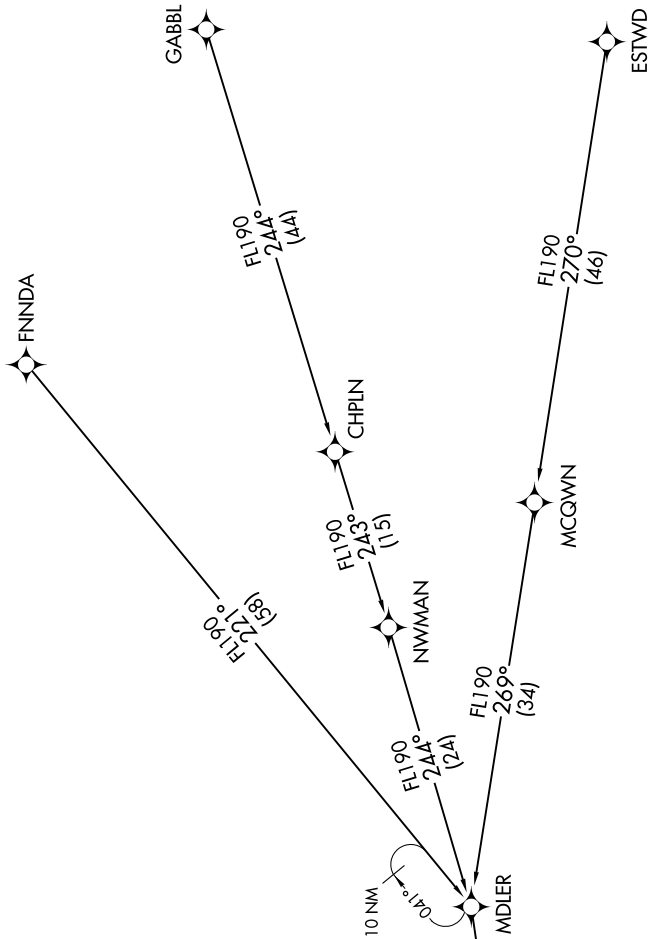 GABBL
ESTWD
FL190
244°
(44)
FL190
270°
(46)
FNNDA
CHPLN
FL190
243°
(15)
MCQWN
FL190
221°
(58)
NWMAN
FL190
269°
(34)
FL190
244°
(24)
10 NM
041°
MDLER